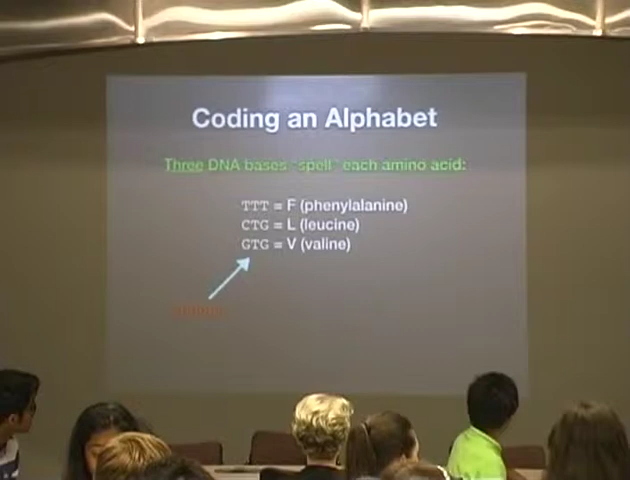 Coding an Alphabet
Three DNA bases "spell" each amino acid:
TTT = F (phenylalanine)
CTG = L (leucine)
GTG = V (valine)